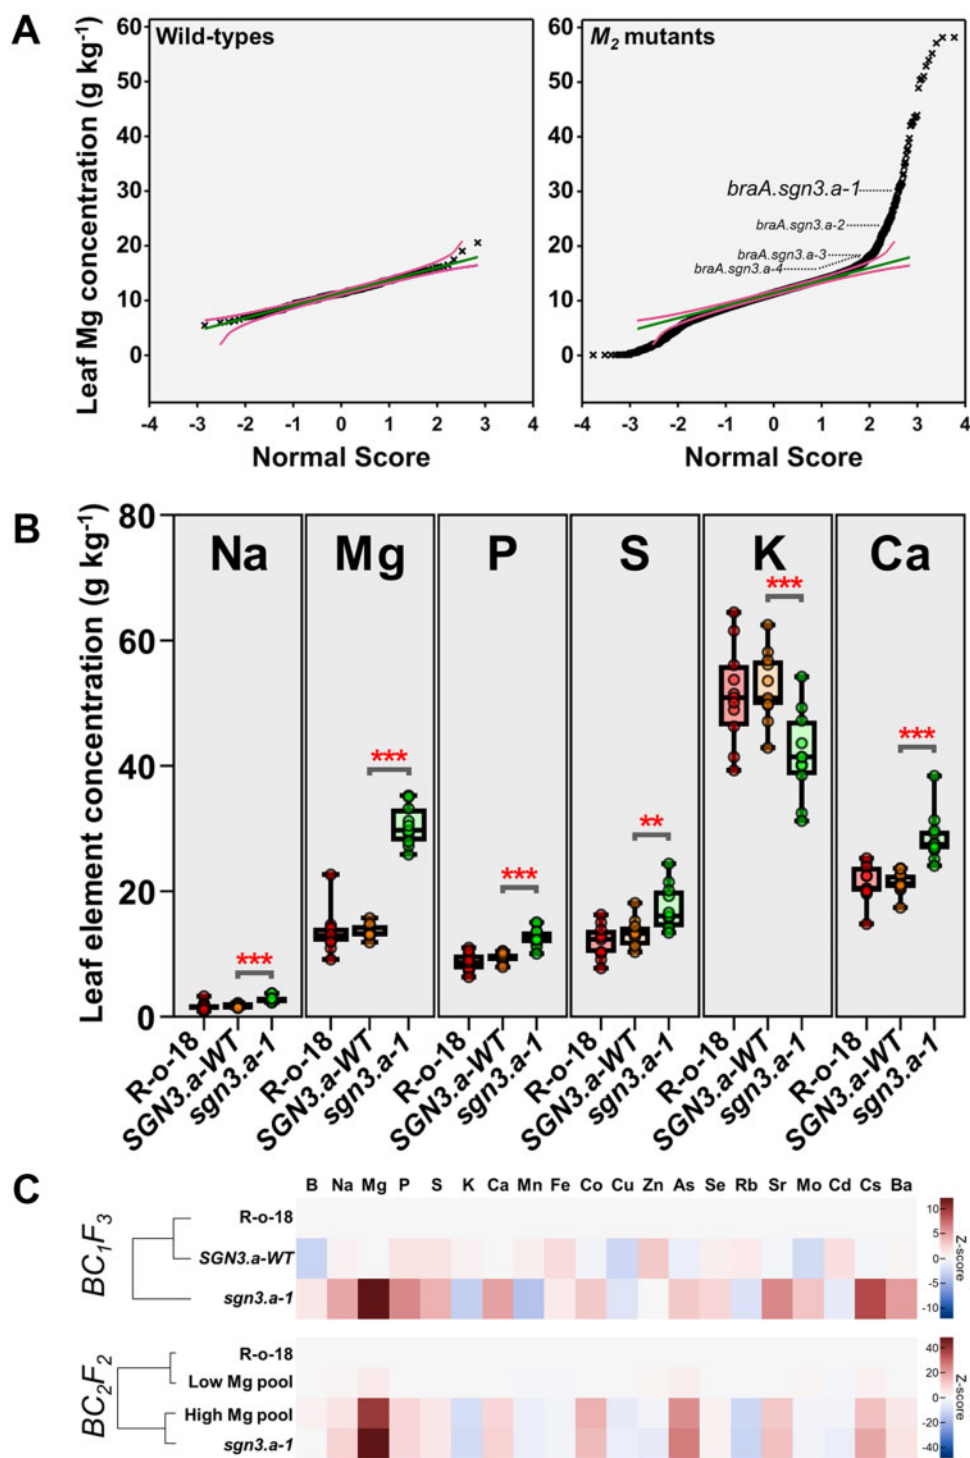 A
Wild-types
M2 mutants
Leaf Mg concentration (g kg-1)
60
50
40
30
20
10
0
-4 -3 -2 -1 0 1 2 3 4
Normal Score
60
50
40
30
20
10
0
braA.sgn3.a-1
braA.sgn3.a-2
braA.sgn3.a-3
braA.sgn3.a-4
-4 -3 -2 -1 0 1 2 3 4
Normal Score
B
Leaf element concentration (g kg-1)
80
60
40
20
0
Na Mg P S K Ca
*** *** *** ** *** ***
R-o-18 SGN3.a-WT sgn3.a-1 R-o-18 SGN3.a-WT sgn3.a-1 R-o-18 SGN3.a-WT sgn3.a-1 R-o-18 SGN3.a-WT sgn3.a-1 R-o-18 SGN3.a-WT sgn3.a-1 R-o-18 SGN3.a-WT sgn3.a-1
C
B Na Mg P S K Ca Mn Fe Co Cu Zn As Se Rb Sr Mo Cd Cs Ba
BC1F3
R-o-18
SGN3.a-WT
sgn3.a-1
10
5
0
-5
-10
Z-score
BC2F2
R-o-18
Low Mg pool
High Mg pool
sgn3.a-1
40
20
0
-20
-40
Z-score